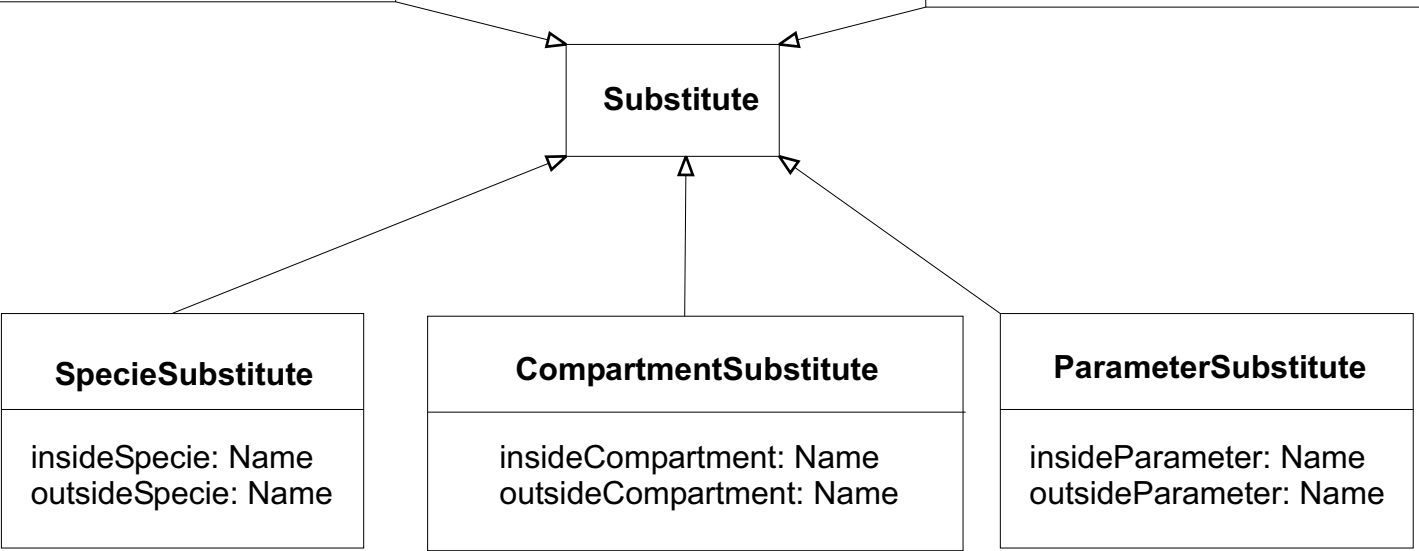 Substitute
SpecieSubstitute
insideSpecie: Name
outsideSpecie: Name
CompartmentSubstitute
insideCompartment: Name
outsideCompartment: Name
ParameterSubstitute
insideParameter: Name
outsideParameter: Name